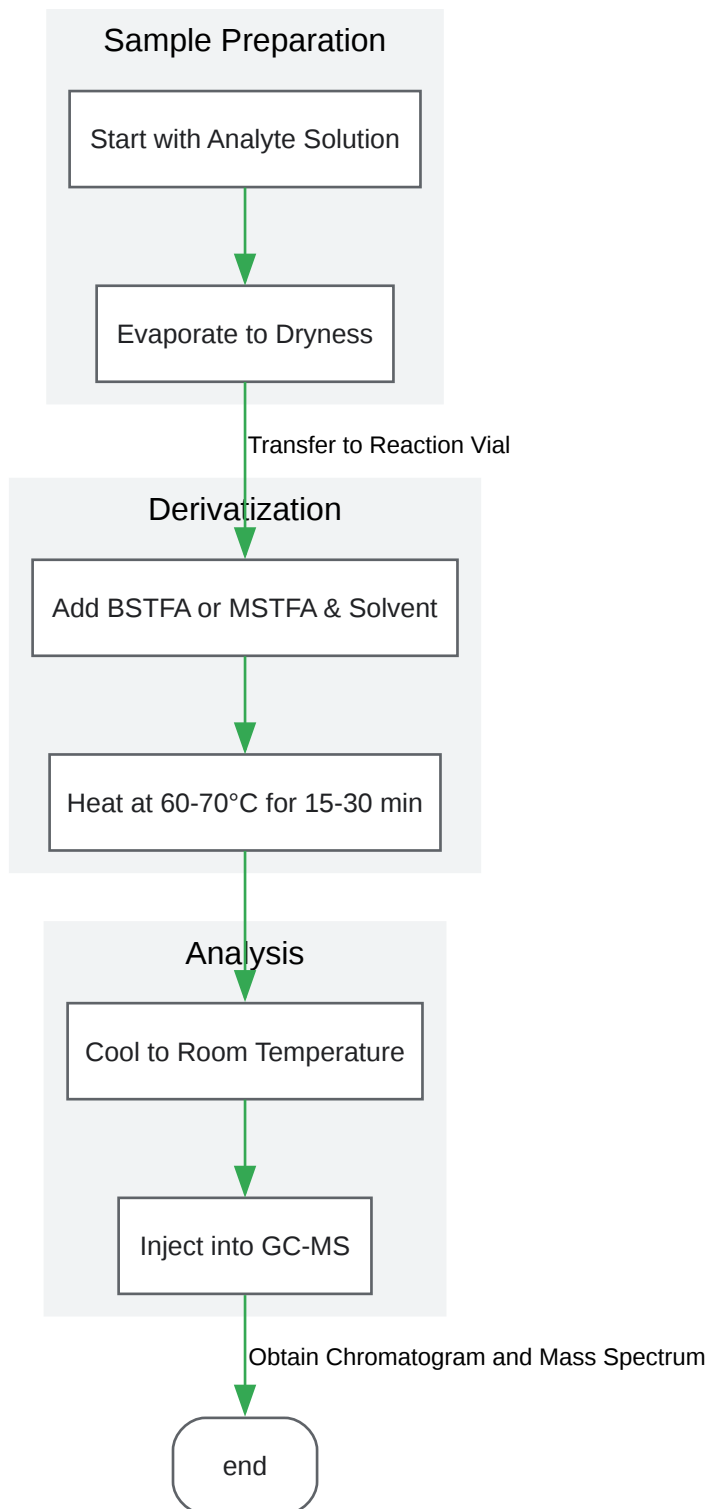 Sample Preparation
Start with Analyte Solution
Evaporate to Dryness
Transfer to Reaction Vial
Derivatization
Add BSTFA or MSTFA & Solvent
Heat at 60-70°C for 15-30 min
Analysis
Cool to Room Temperature
Inject into GC-MS
Obtain Chromatogram and Mass Spectrum
end